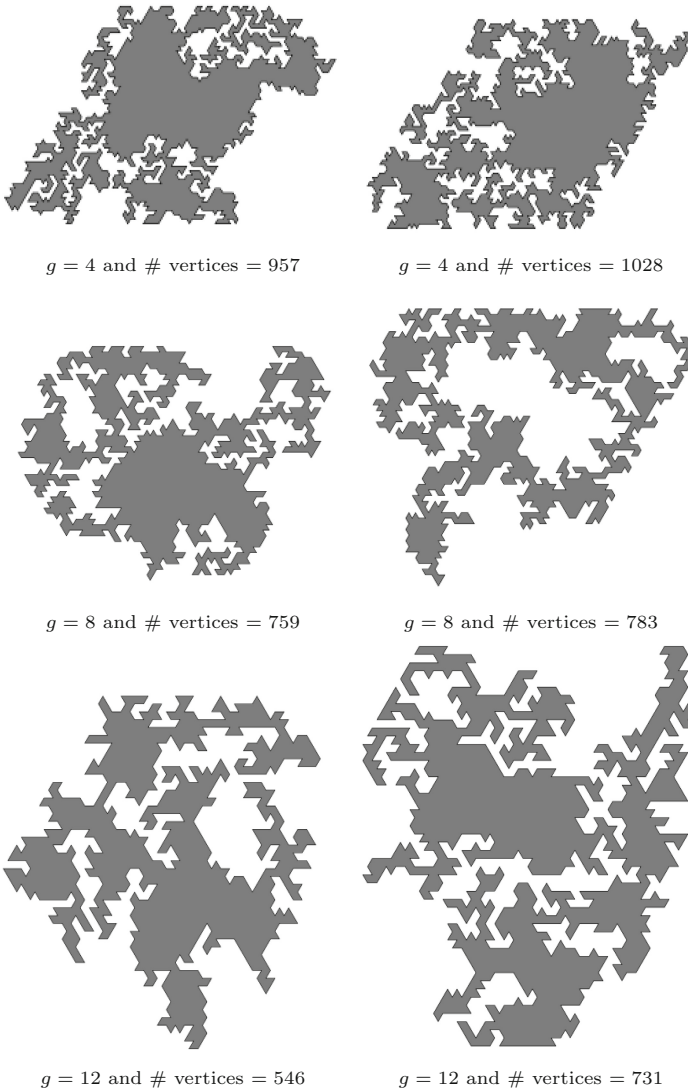 g = 4 and # vertices = 957
g = 4 and # vertices = 1028
g = 8 and # vertices = 759
g = 8 and # vertices = 783
g = 12 and # vertices = 546
g = 12 and # vertices = 731